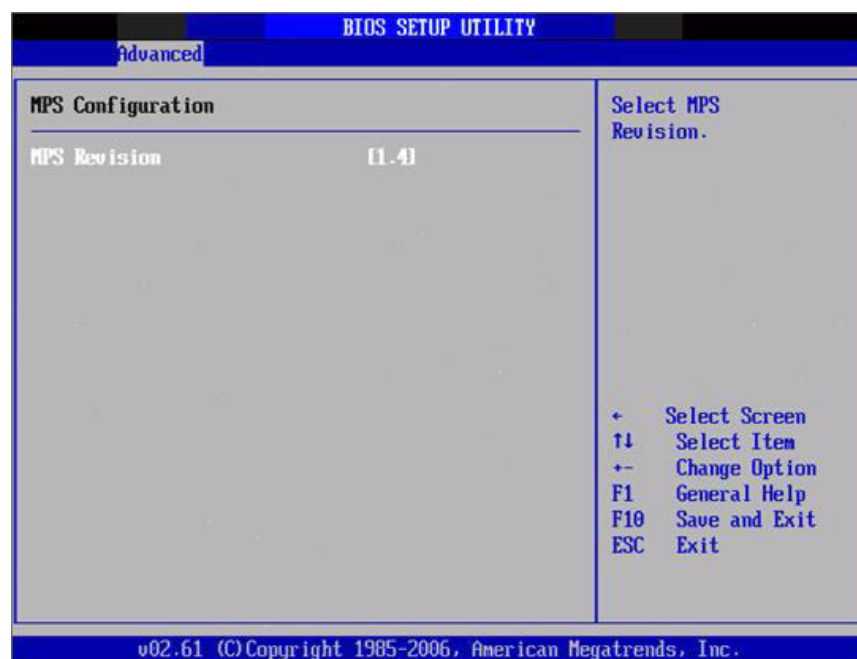 BIOS SETUP UTILITY
Advanced
MPS Configuration
MPS Revision [1.4]
Select MPS
Revision.
← Select Screen
↑↓ Select Item
+- Change Option
F1 General Help
F10 Save and Exit
ESC Exit
v02.61 (C)Copyright 1985-2006, American Megatrends, Inc.